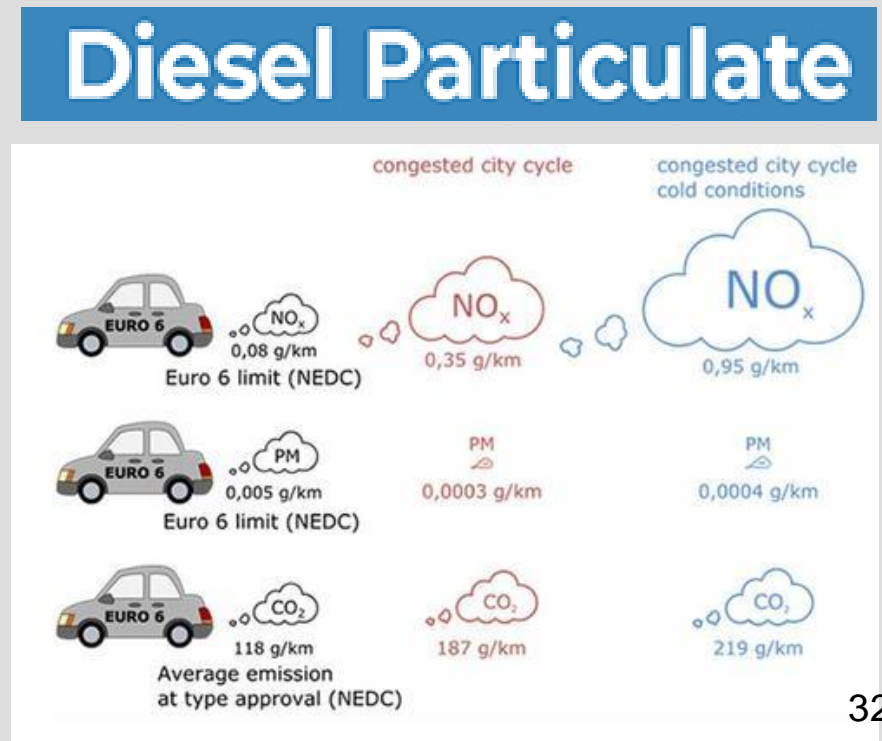 Diesel Particulate
congested city cycle
congested city cycle
cold conditions
EURO 6
NOx
0,08 g/km
Euro 6 limit (NEDC)
NOx
0,35 g/km
NOx
0,95 g/km
EURO 6
PM
0,005 g/km
Euro 6 limit (NEDC)
PM
0,0003 g/km
PM
0,0004 g/km
EURO 6
CO2
118 g/km
Average emission
at type approval (NEDC)
CO2
187 g/km
CO2
219 g/km
32